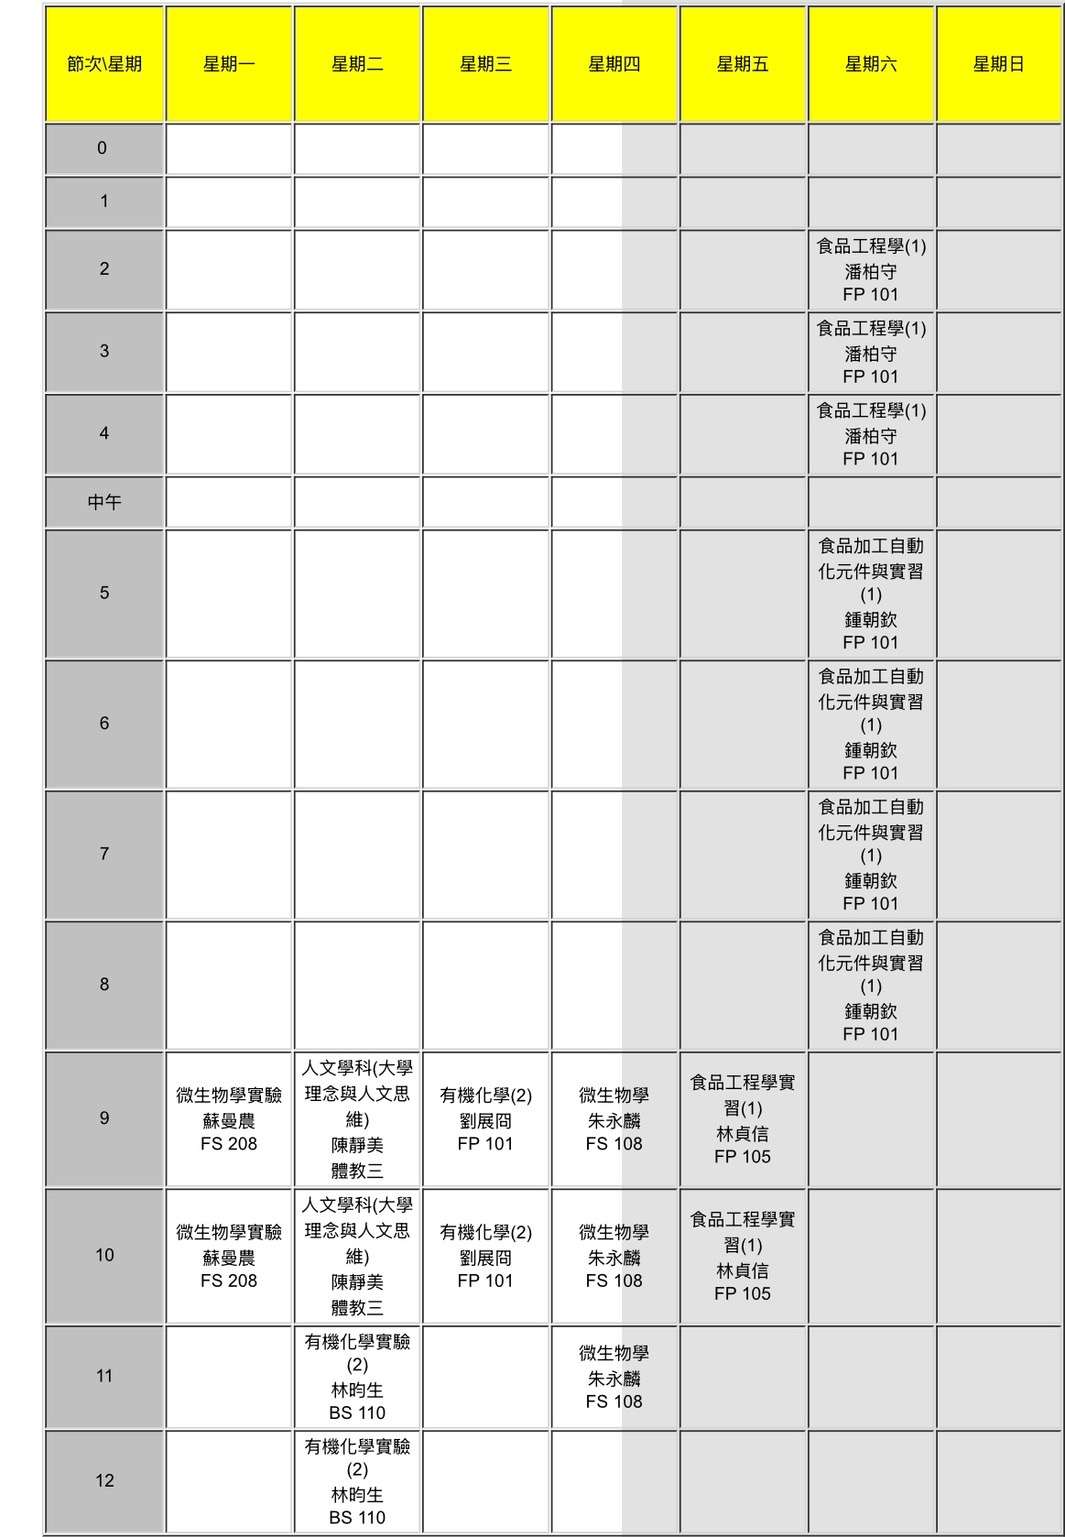 節次\星期 星期一 星期二 星期三 星期四 星期五 星期六 星期日
0
1
2
食品工程學(1)
潘柏守
FP 101
3
食品工程學(1)
潘柏守
FP 101
4
食品工程學(1)
潘柏守
FP 101
中午
5
食品加工自動
化元件與實習
(1)
鍾朝欽
FP 101
6
食品加工自動
化元件與實習
(1)
鍾朝欽
FP 101
7
食品加工自動
化元件與實習
(1)
鍾朝欽
FP 101
8
食品加工自動
化元件與實習
(1)
鍾朝欽
FP 101
9
微生物學實驗
蘇曼農
FS 208
人文學科(大學
理念與人文思
維)
陳靜美
體教三
有機化學(2)
劉展冏
FP 101
微生物學
朱永麟
FS 108
食品工程學實
習(1)
林貞信
FP 105
10
微生物學實驗
蘇曼農
FS 208
人文學科(大學
理念與人文思
維)
陳靜美
體教三
有機化學(2)
劉展冏
FP 101
微生物學
朱永麟
FS 108
食品工程學實
習(1)
林貞信
FP 105
11
有機化學實驗
(2)
林昀生
BS 110
微生物學
朱永麟
FS 108
12
有機化學實驗
(2)
林昀生
BS 110